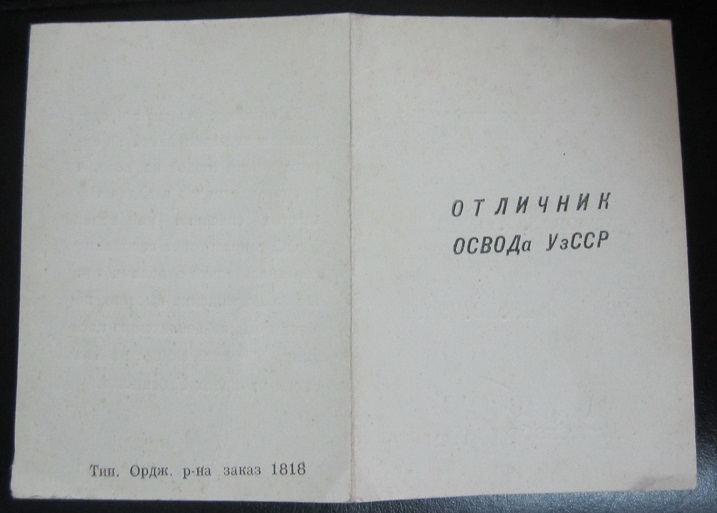 ОТЛИЧНИК
ОСВОДа УзССР
Тип. Ордж. р-на заказ 1818